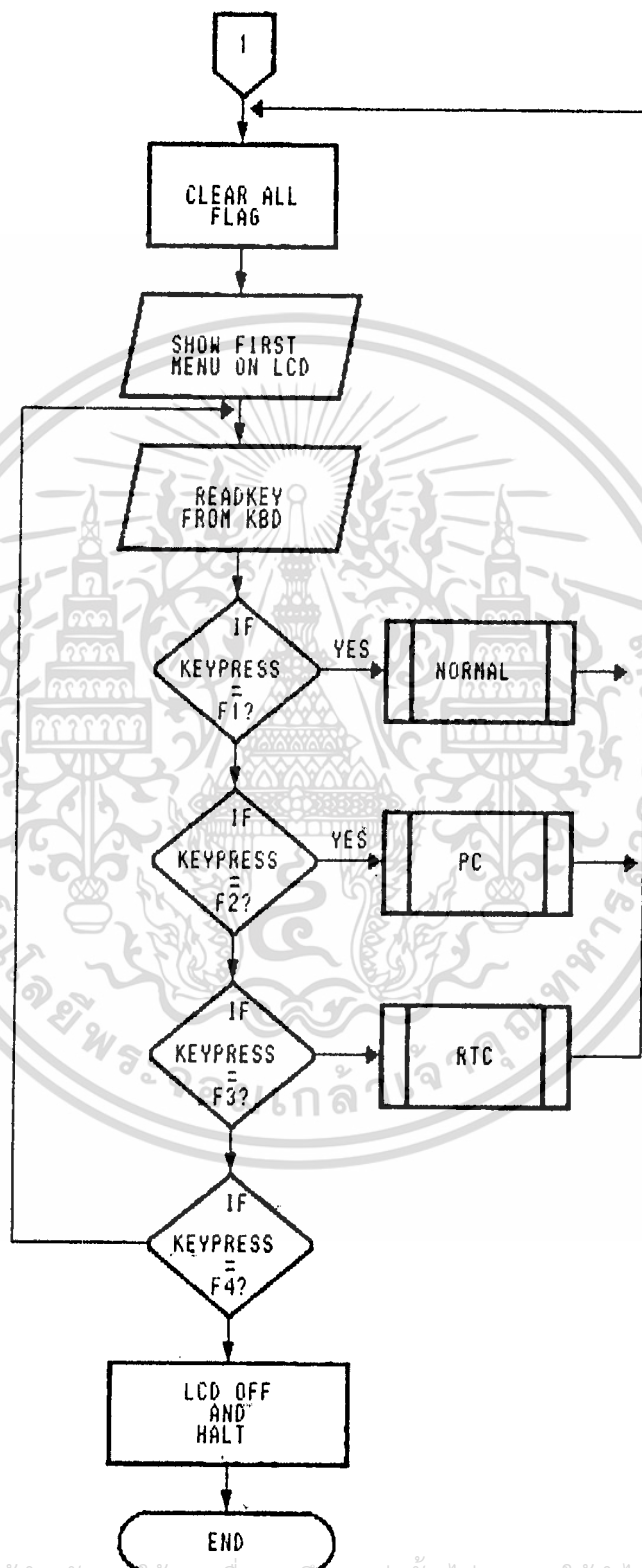 1
CLEAR ALL
FLAG
SHOW FIRST
MENU ON LCD
READKEY
FROM KBD
IF
KEYPRESS
=
F1?
YES
NORMAL
IF
KEYPRESS
=
F2?
YES
PC
IF
KEYPRESS
=
F3?
RTC
IF
KEYPRESS
=
F4?
LCD OFF
AND
HALT
END